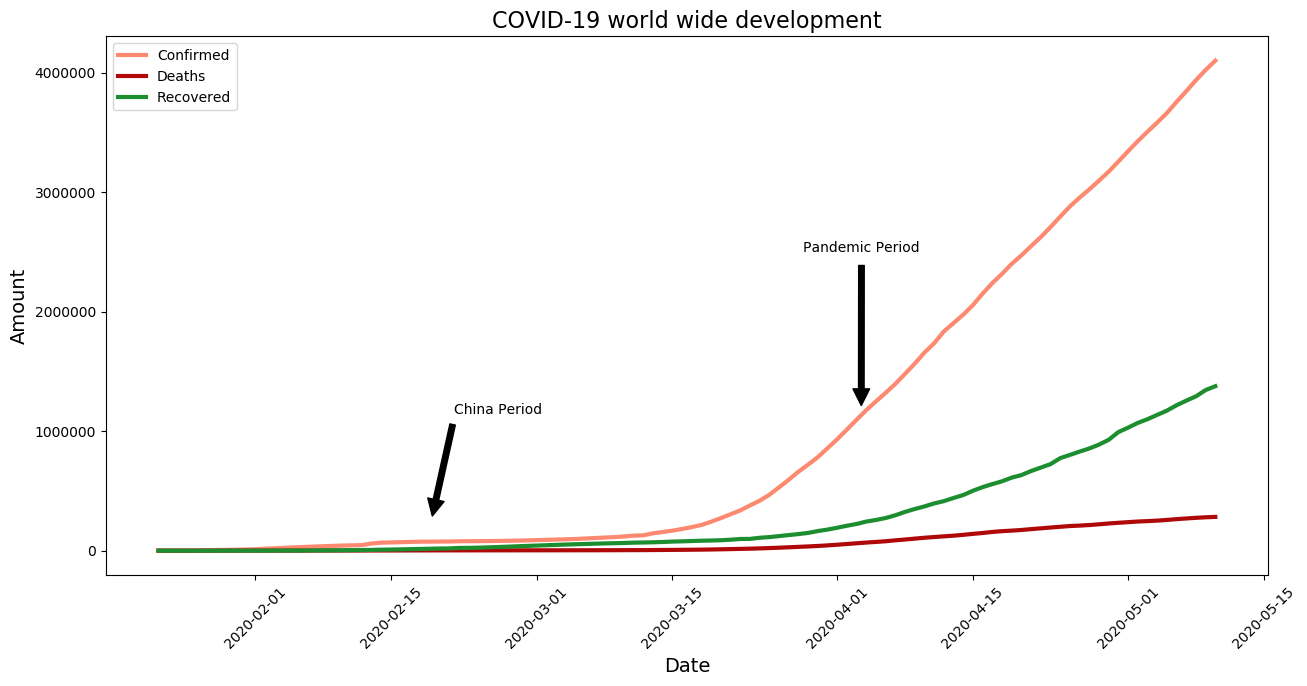 COVID-19 world wide development
Confirmed
Deaths
Recovered
4000000
3000000
2000000
1000000
0
Amount
Pandemic Period
China Period
2020-02-01
2020-02-15
2020-03-01
2020-03-15
2020-04-01
2020-04-15
2020-05-01
2020-05-15
Date